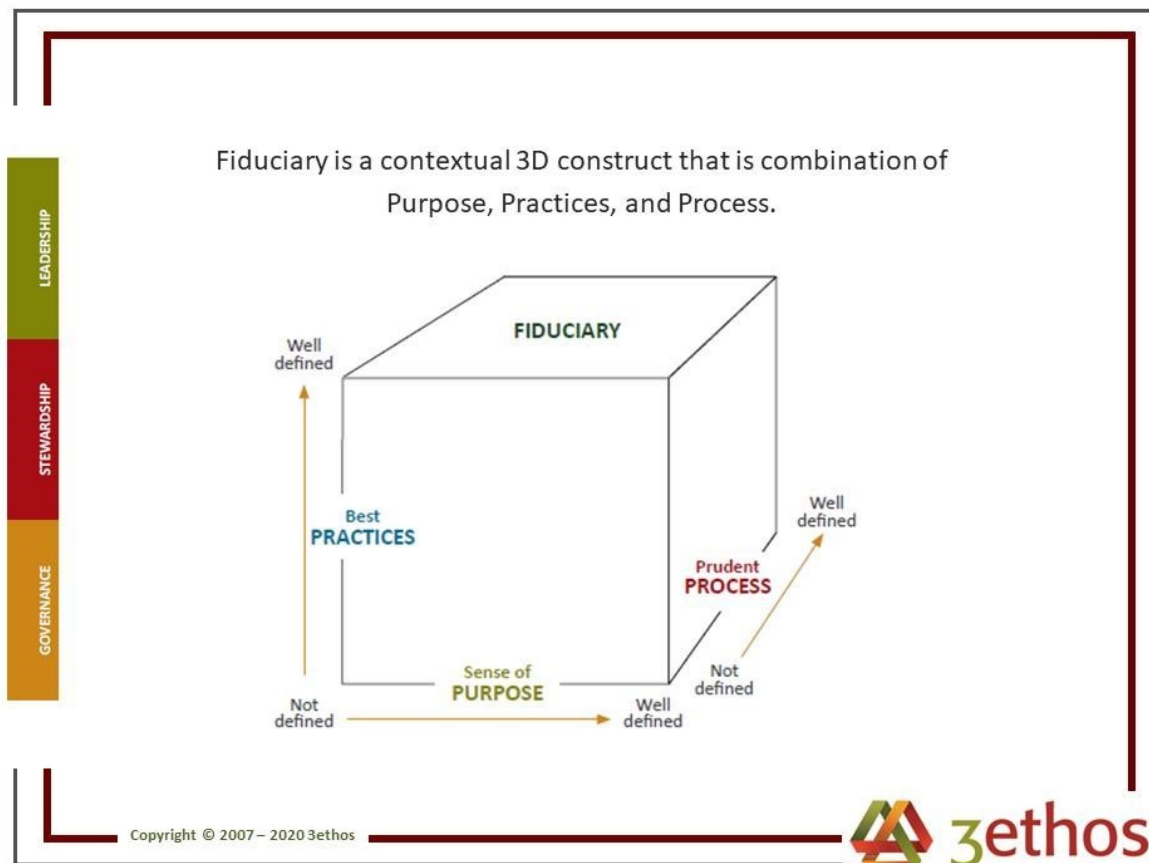 Fiduciary is a contextual 3D construct that is combination of
Purpose, Practices, and Process.
LEADERSHIP
STEWARDSHIP
GOVERNANCE
FIDUCIARY
Well
defined
Best
PRACTICES
Well
defined
Prudent
PROCESS
Not
defined
Sense of
PURPOSE
Not
defined
Well
defined
Copyright © 2007 – 2020 3ethos
3ethos